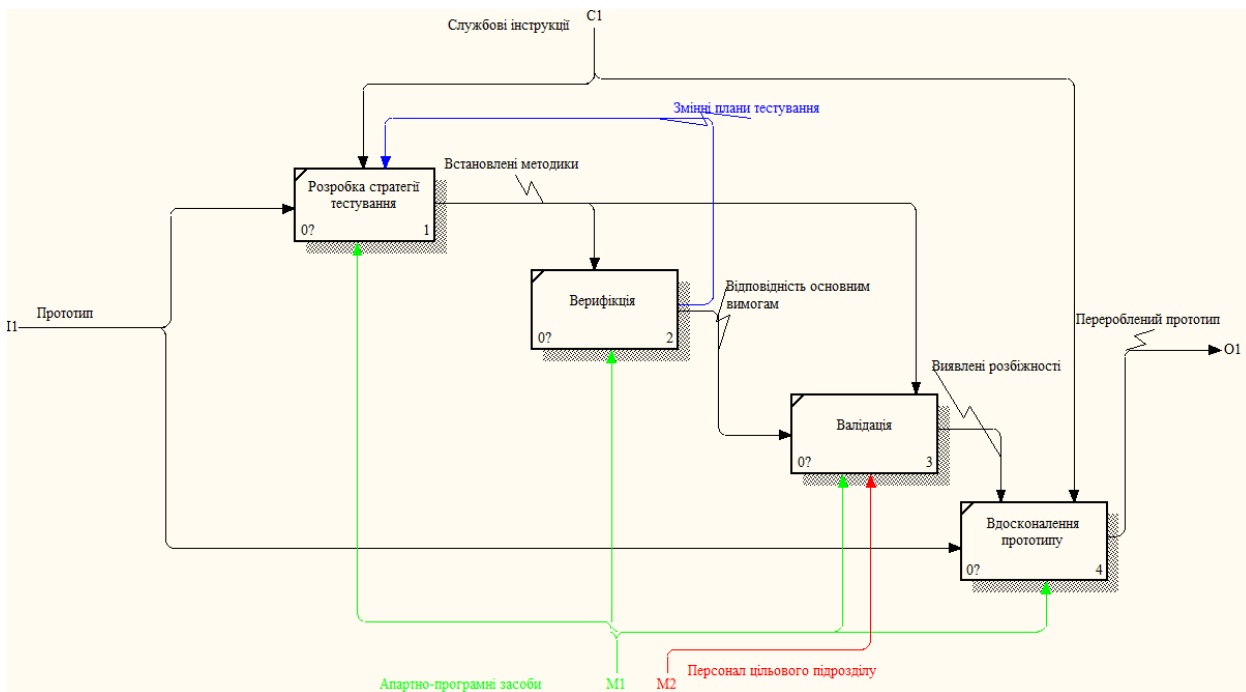 C1
Службові інструкції
Змінні плани тестування
Встановлені методики
Розробка стратегії
тестування
0?
1
Відповідність основним
вимогам
Верифікція
0?
2
Прототип
I1
Перероблений прототип
O1
Виявлені розбіжності
Валідація
0?
3
Вдосконалення
прототипу
0?
4
Персонал цільового підрозділу
Апартно-програмні засоби
M1
M2